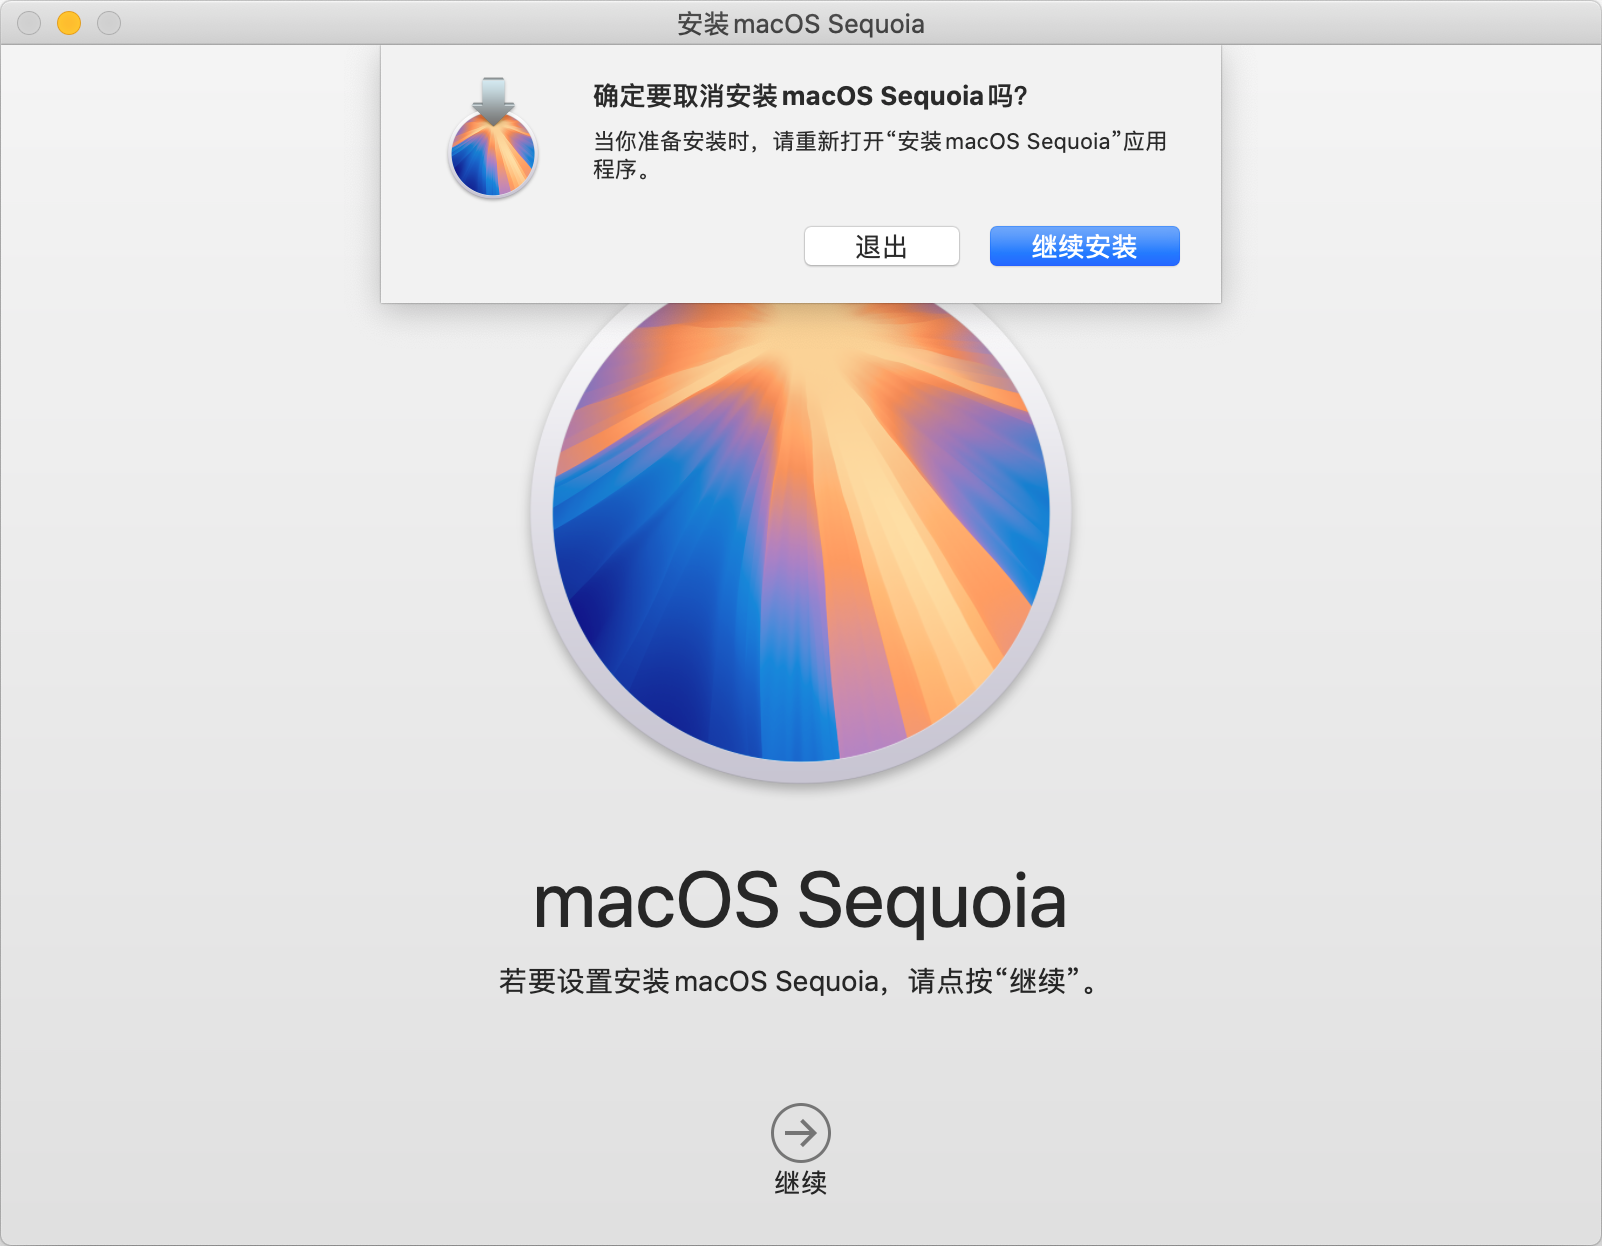 安装macOS Sequoia
确定要取消安装macOS Sequoia吗?
当你准备安装时，请重新打开“安装macOS Sequoia”应用
程序。
退出
继续安装
macOS Sequoia
若要设置安装macOS Sequoia，请点按“继续”。
继续